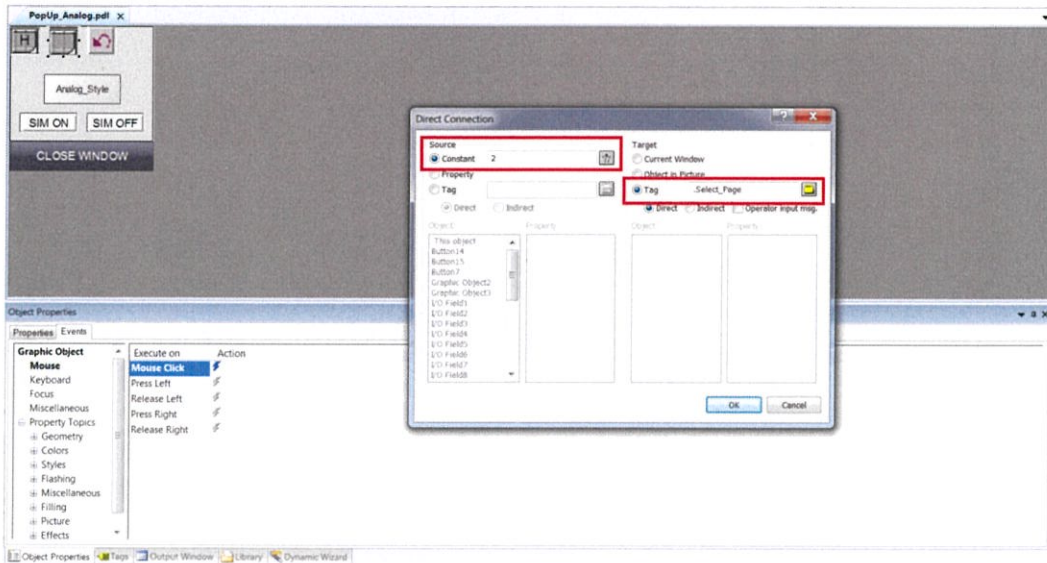 PopUp_Analog.pdl X
H
Analog_Style
SIM ON SIM OFF
CLOSE WINDOW
Direct Connection
Source
Constant 2
Property
Tag
Direct Indirect
Object Property
This object
Button14
Button15
Button7
Graphic Object2
Graphic Object3
I/O Field1
I/O Field2
I/O Field3
I/O Field4
I/O Field5
I/O Field6
I/O Field7
I/O Field8
Target
Current Window
Object in Picture
Tag .Select_Page
Direct Indirect Operator input msg.
Object Property
OK Cancel
Object Properties
Properties Events
Graphic Object
Mouse
Keyboard
Focus
Miscellaneous
Property Topics
Geometry
Colors
Styles
Flashing
Miscellaneous
Filling
Picture
Effects
Execute on Action
Mouse Click
Press Left
Release Left
Press Right
Release Right
Object Properties Tags Output Window Library Dynamic Wizard